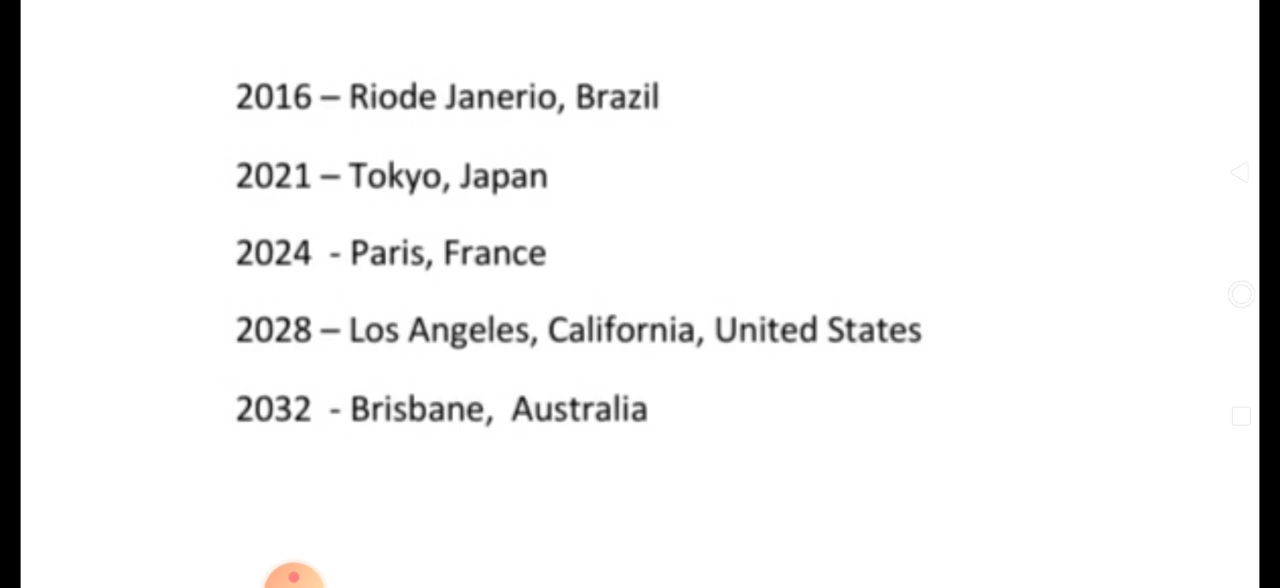 2016 – Riode Janerio, Brazil
2021 – Tokyo, Japan
2024 - Paris, France
2028 – Los Angeles, California, United States
2032 - Brisbane, Australia